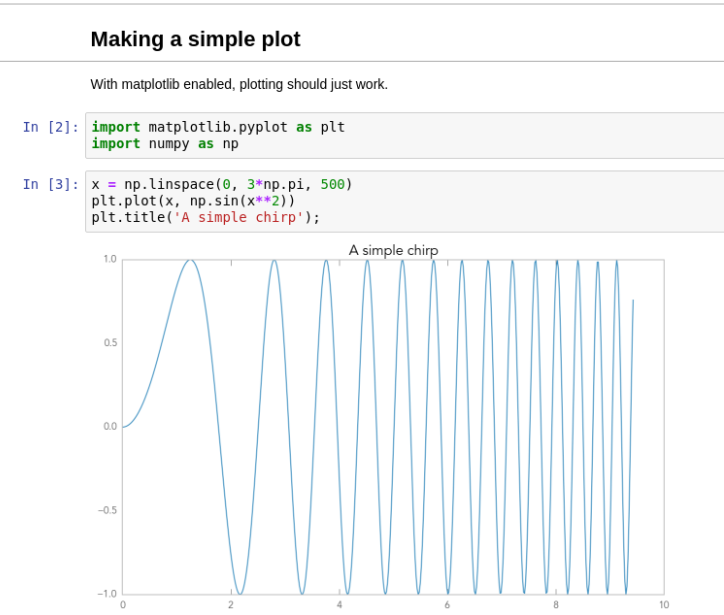 Making a simple plot
With matplotlib enabled, plotting should just work.
In [2]: import matplotlib.pyplot as plt
import numpy as np
In [3]: x = np.linspace(0, 3*np.pi, 500)
plt.plot(x, np.sin(x**2))
plt.title('A simple chirp');
A simple chirp
1.0
0.5
0.0
−0.5
−1.0
0 2 4 6 8 10